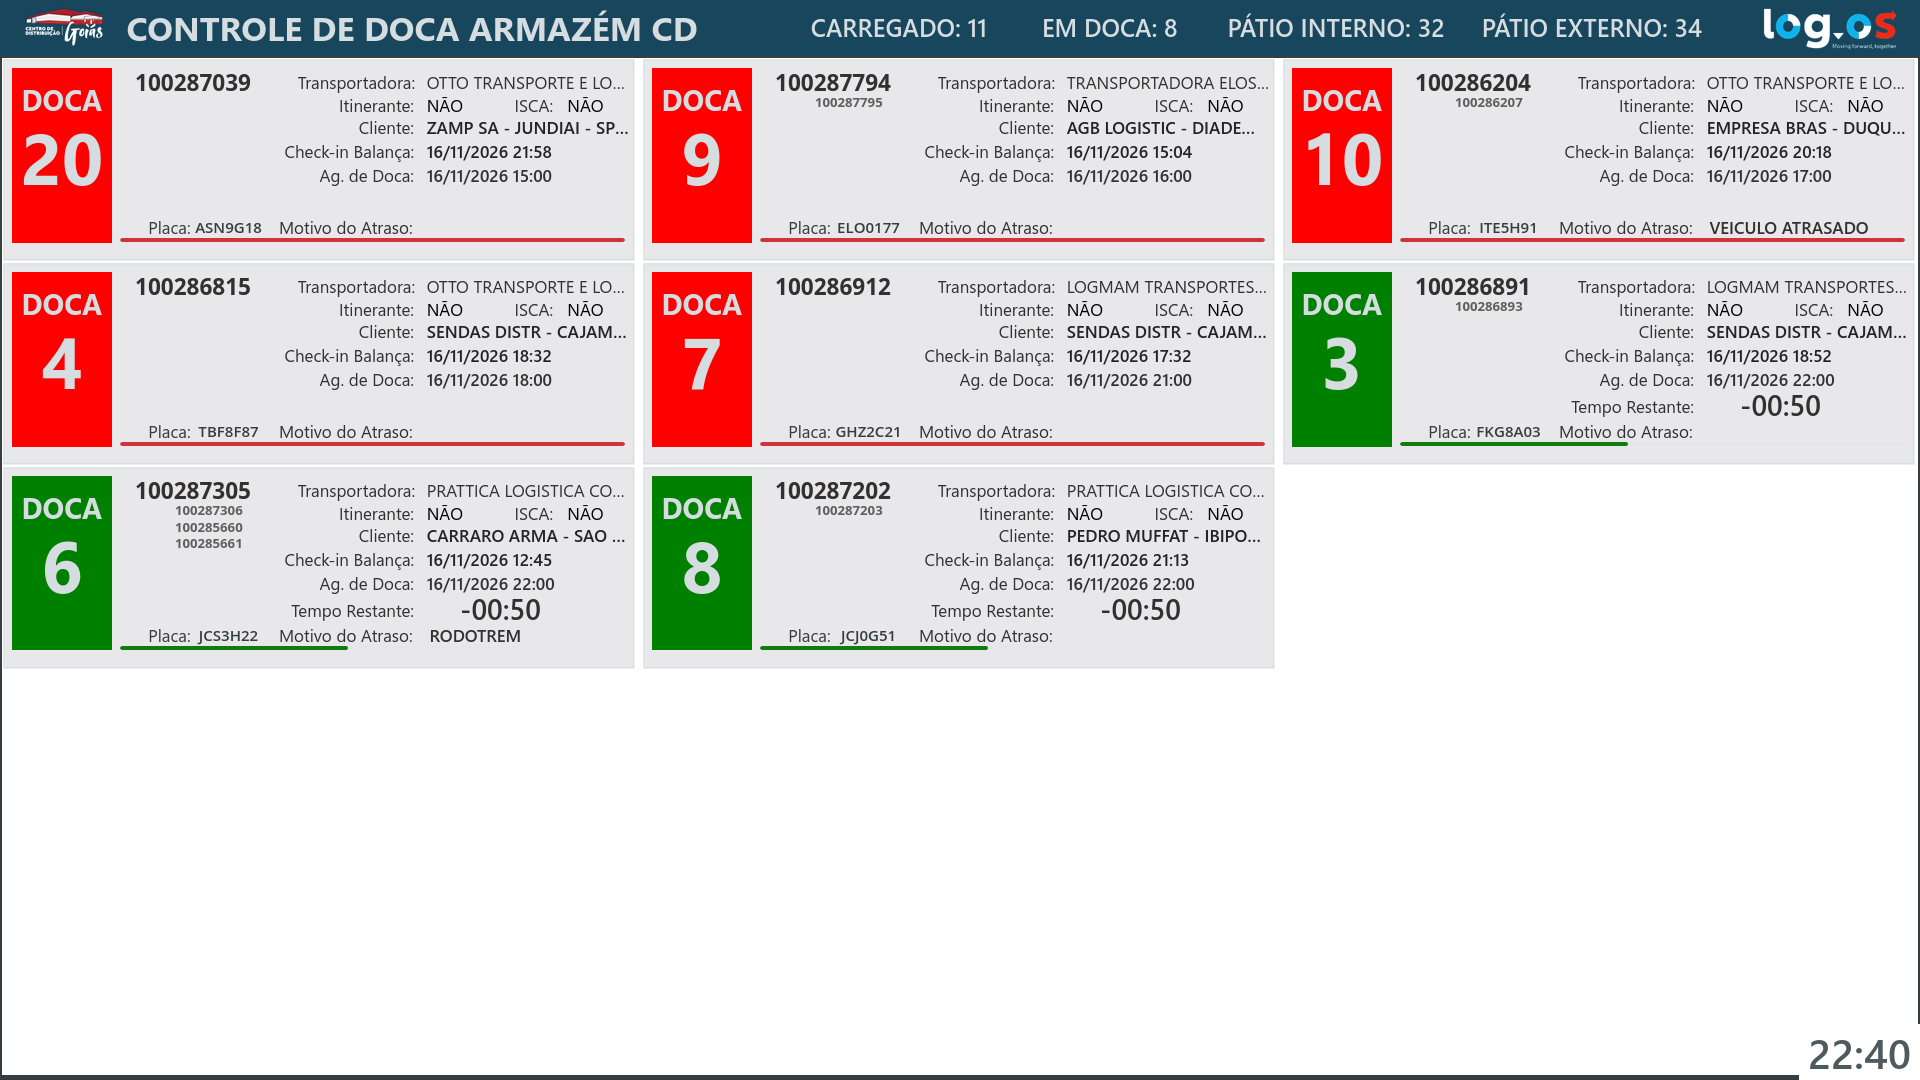 CENTRO DE DISTRIBUIÇÃO Goiás
CONTROLE DE DOCA ARMAZÉM CD
CARREGADO: 11
EM DOCA: 8
PÁTIO INTERNO: 32
PÁTIO EXTERNO: 34
log.os
Moving forward, together
DOCA
20
100287039
Transportadora: OTTO TRANSPORTE E LO...
Itinerante: NÃO ISCA: NÃO
Cliente: ZAMP SA - JUNDIAI - SP...
Check-in Balança: 16/11/2026 21:58
Ag. de Doca: 16/11/2026 15:00
Placa: ASN9G18 Motivo do Atraso:
DOCA
9
100287794
100287795
Transportadora: TRANSPORTADORA ELOS...
Itinerante: NÃO ISCA: NÃO
Cliente: AGB LOGISTIC - DIADE...
Check-in Balança: 16/11/2026 15:04
Ag. de Doca: 16/11/2026 16:00
Placa: ELO0177 Motivo do Atraso:
DOCA
10
100286204
100286207
Transportadora: OTTO TRANSPORTE E LO...
Itinerante: NÃO ISCA: NÃO
Cliente: EMPRESA BRAS - DUQU...
Check-in Balança: 16/11/2026 20:18
Ag. de Doca: 16/11/2026 17:00
Placa: ITE5H91 Motivo do Atraso: VEICULO ATRASADO
DOCA
4
100286815
Transportadora: OTTO TRANSPORTE E LO...
Itinerante: NÃO ISCA: NÃO
Cliente: SENDAS DISTR - CAJAM...
Check-in Balança: 16/11/2026 18:32
Ag. de Doca: 16/11/2026 18:00
Placa: TBF8F87 Motivo do Atraso:
DOCA
7
100286912
Transportadora: LOGMAM TRANSPORTES...
Itinerante: NÃO ISCA: NÃO
Cliente: SENDAS DISTR - CAJAM...
Check-in Balança: 16/11/2026 17:32
Ag. de Doca: 16/11/2026 21:00
Placa: GHZ2C21 Motivo do Atraso:
DOCA
3
100286891
100286893
Transportadora: LOGMAM TRANSPORTES...
Itinerante: NÃO ISCA: NÃO
Cliente: SENDAS DISTR - CAJAM...
Check-in Balança: 16/11/2026 18:52
Ag. de Doca: 16/11/2026 22:00
Tempo Restante: -00:50
Placa: FKG8A03 Motivo do Atraso:
DOCA
6
100287305
100287306
100285660
100285661
Transportadora: PRATTICA LOGISTICA CO...
Itinerante: NÃO ISCA: NÃO
Cliente: CARRARO ARMA - SAO ...
Check-in Balança: 16/11/2026 12:45
Ag. de Doca: 16/11/2026 22:00
Tempo Restante: -00:50
Placa: JCS3H22 Motivo do Atraso: RODOTREM
DOCA
8
100287202
100287203
Transportadora: PRATTICA LOGISTICA CO...
Itinerante: NÃO ISCA: NÃO
Cliente: PEDRO MUFFAT - IBIPO...
Check-in Balança: 16/11/2026 21:13
Ag. de Doca: 16/11/2026 22:00
Tempo Restante: -00:50
Placa: JCJ0G51 Motivo do Atraso:
22:40